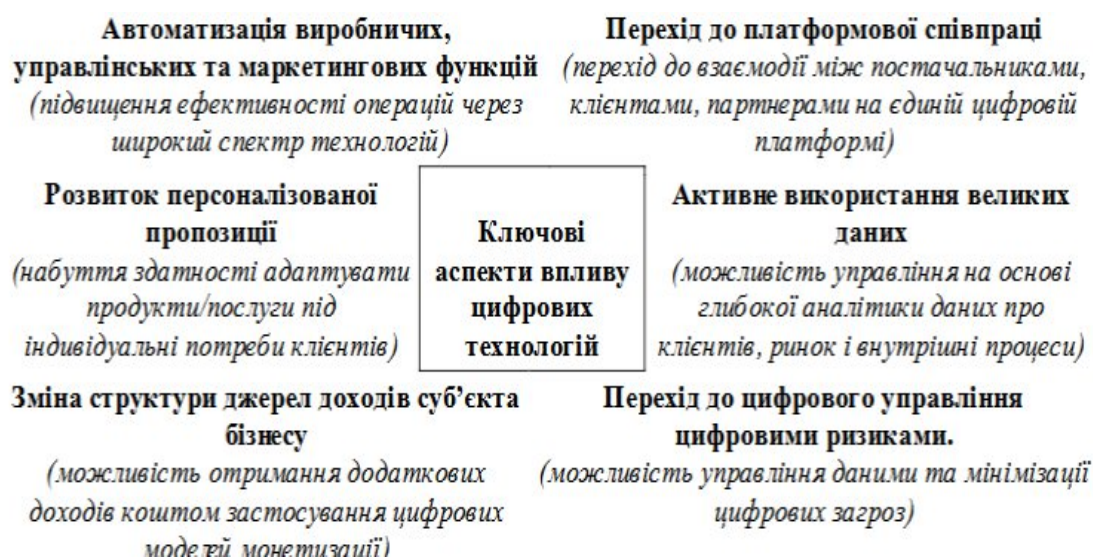 Автоматизація виробничих,
управлінських та маркетингових функцій
(підвищення ефективності операцій через
широкий спектр технологій)
Перехід до платформової співпраці
(перехід до взаємодії між постачальниками,
клієнтами, партнерами на єдиній цифровій
платформі)
Розвиток персоналізованої
пропозиції
(набуття здатності адаптувати
продукти/послуги під
індивідуальні потреби клієнтів)
Ключові
аспекти впливу
цифрових
технологій
Активне використання великих
даних
(можливість управління на основі
глибокої аналітики даних про
клієнтів, ринок і внутрішні процеси)
Зміна структури джерел доходів суб’єкта
бізнесу
(можливість отримання додаткових
доходів коштом застосування цифрових
моделей монетизації)
Перехід до цифрового управління
цифровими ризиками.
(можливість управління даними та мінімізації
цифрових загроз)